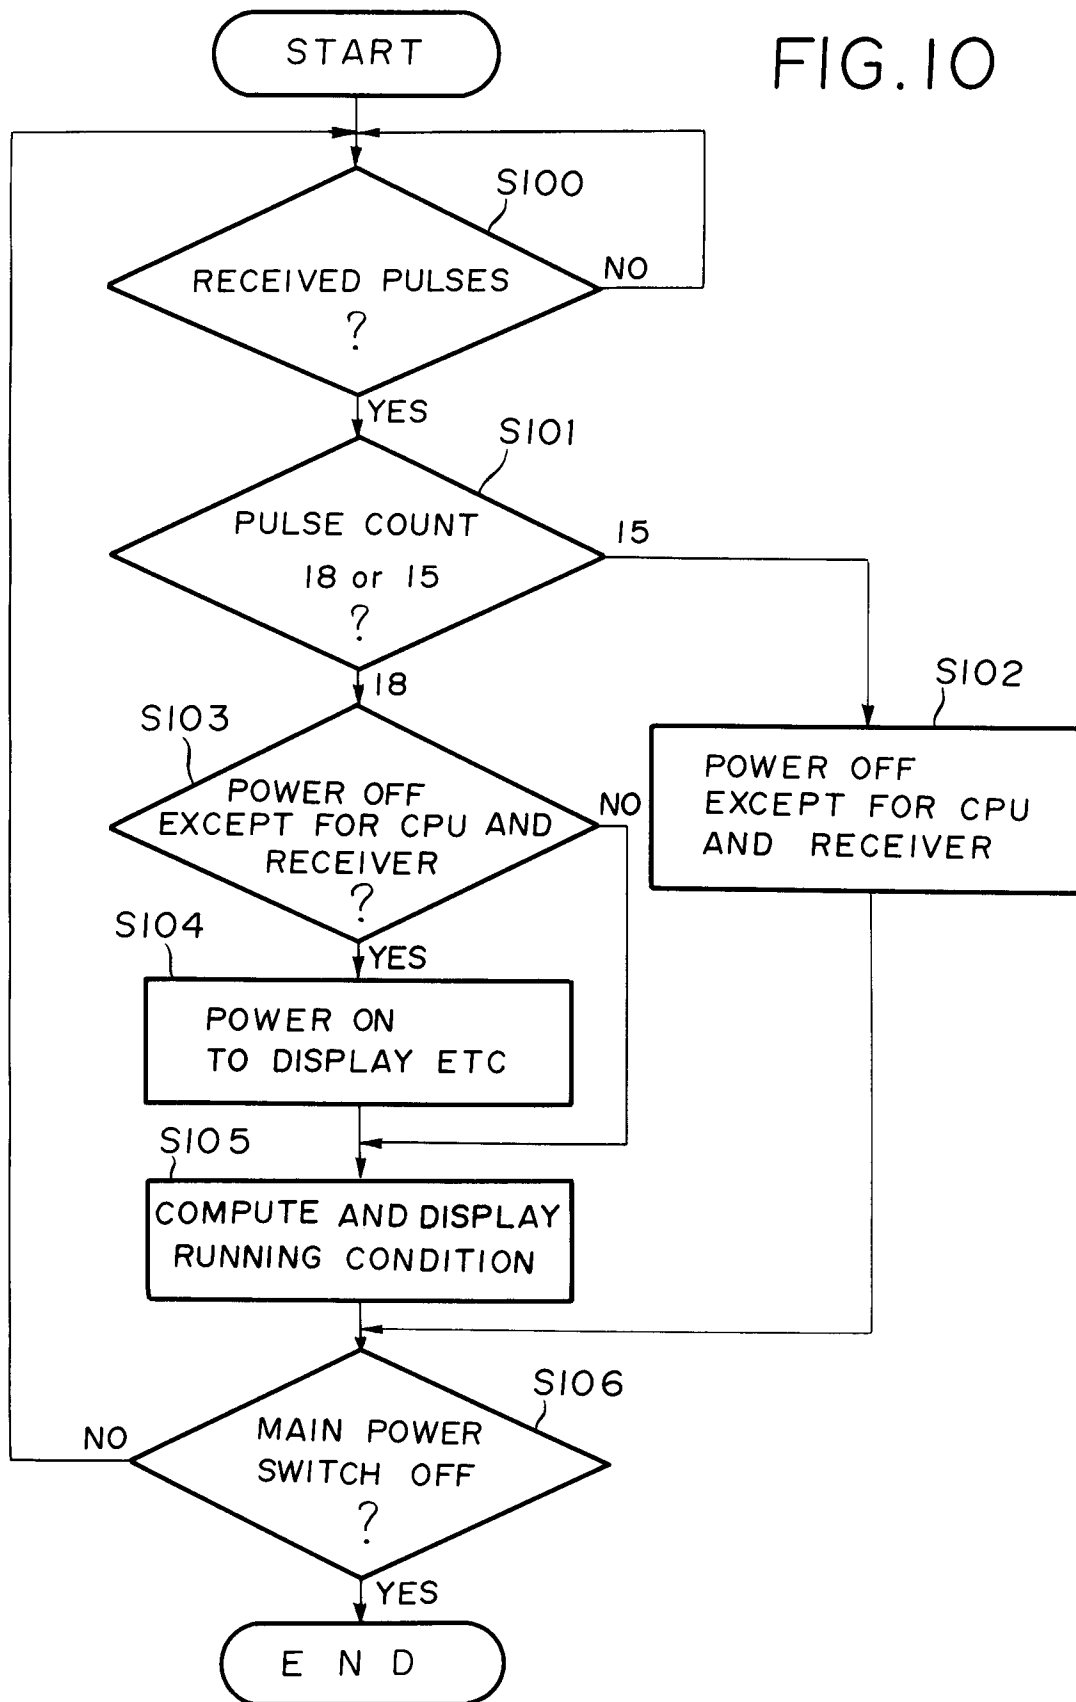 START
FIG.10
S100
RECEIVED PULSES
?
NO
YES
S101
PULSE COUNT
18 or 15
?
15
18
S102
POWER OFF
EXCEPT FOR CPU
AND RECEIVER
S103
POWER OFF
EXCEPT FOR CPU AND
RECEIVER
?
NO
YES
S104
POWER ON
TO DISPLAY ETC
S105
COMPUTE AND DISPLAY
RUNNING CONDITION
S106
MAIN POWER
SWITCH OFF
?
NO
YES
END